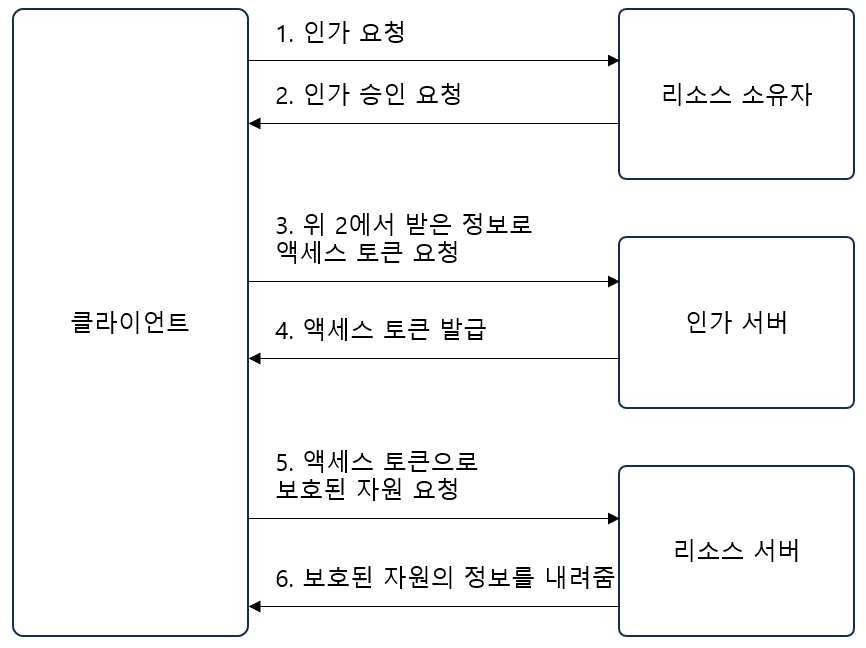 1. 인가 요청
리소스 소유자
2. 인가 승인 요청
3. 위 2에서 받은 정보로
액세스 토큰 요청
클라이언트
인가 서버
4. 액세스 토큰 발급
5. 액세스 토큰으로
보호된 자원 요청
리소스 서버
6. 보호된 자원의 정보를 내려줌